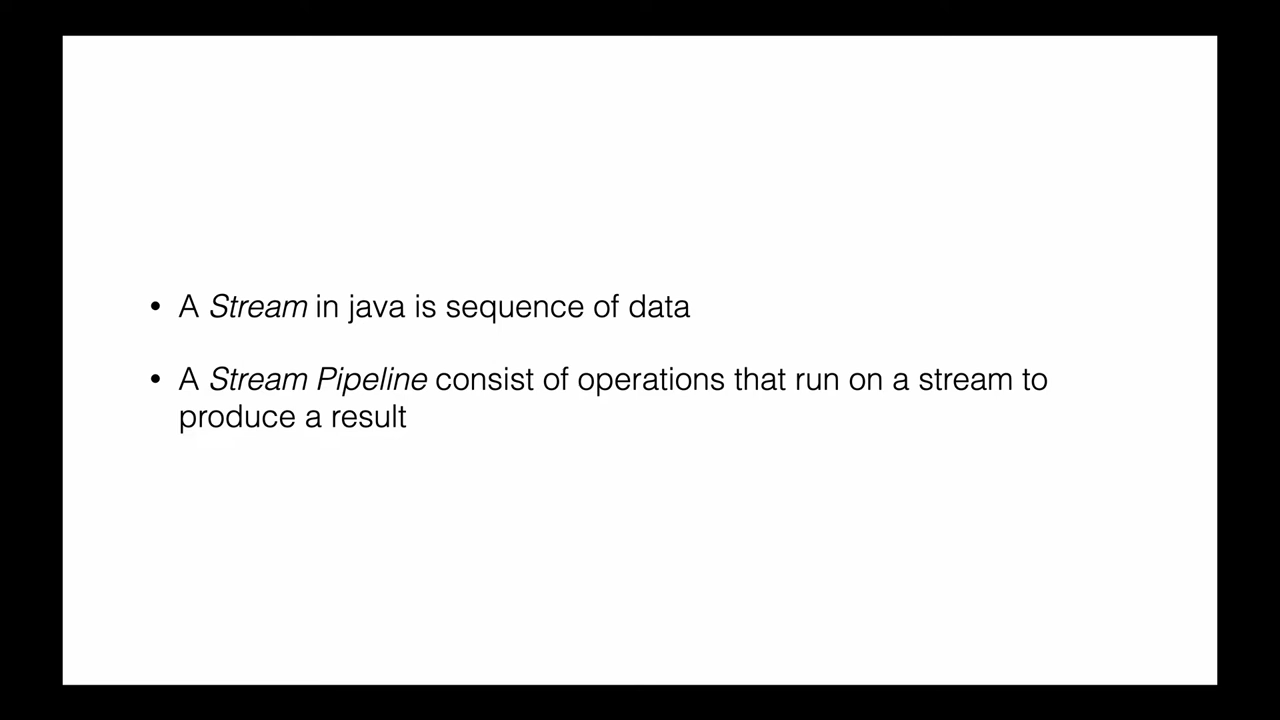 • A Stream in java is sequence of data
• A Stream Pipeline consist of operations that run on a stream to
produce a result